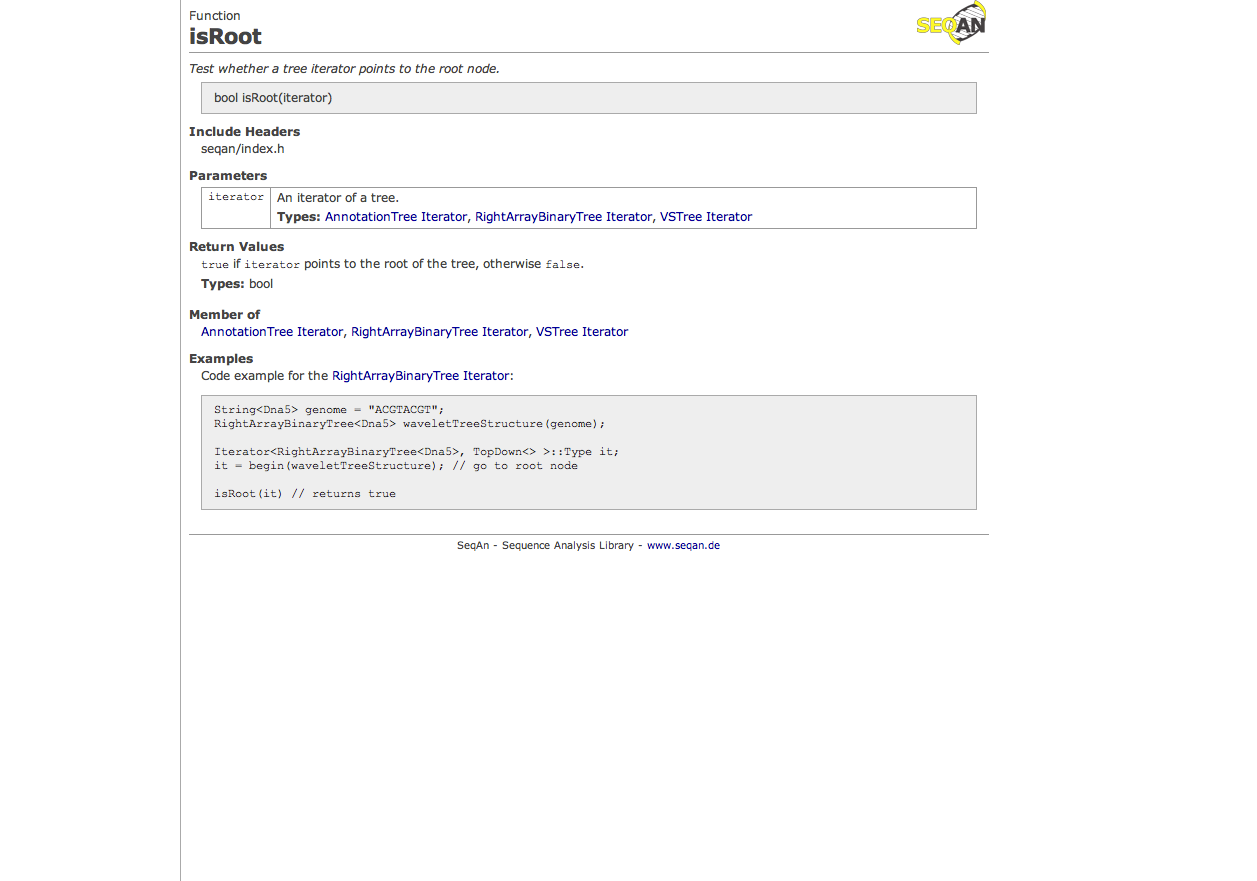 Function
isRoot
SEQAN
Test whether a tree iterator points to the root node.
bool isRoot(iterator)
Include Headers
seqan/index.h
Parameters
iterator An iterator of a tree.
Types: AnnotationTree Iterator, RightArrayBinaryTree Iterator, VSTree Iterator
Return Values
true if iterator points to the root of the tree, otherwise false.
Types: bool
Member of
AnnotationTree Iterator, RightArrayBinaryTree Iterator, VSTree Iterator
Examples
Code example for the RightArrayBinaryTree Iterator:
String<Dna5> genome = "ACGTACGT";
RightArrayBinaryTree<Dna5> waveletTreeStructure(genome);
Iterator<RightArrayBinaryTree<Dna5>, TopDown<> >::Type it;
it = begin(waveletTreeStructure); // go to root node
isRoot(it) // returns true
SeqAn - Sequence Analysis Library - www.seqan.de